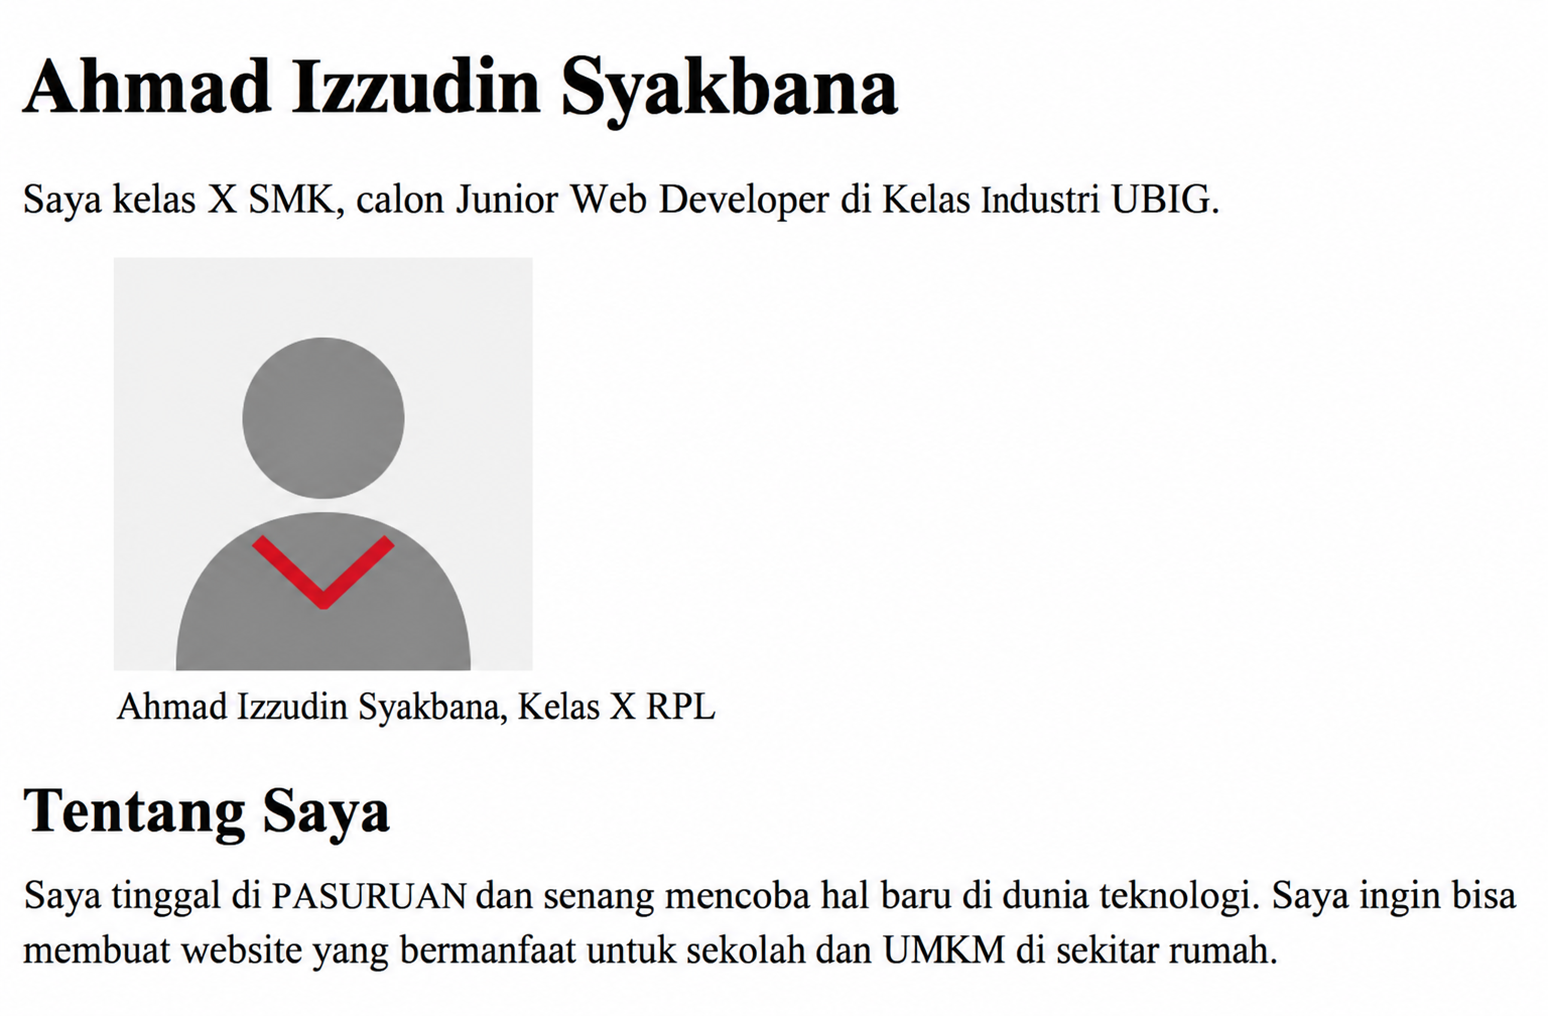 Ahmad Izzudin Syakbana
Saya kelas X SMK, calon Junior Web Developer di Kelas Industri UBIG.
Ahmad Izzudin Syakbana, Kelas X RPL
Tentang Saya
Saya tinggal di PASURUAN dan senang mencoba hal baru di dunia teknologi. Saya ingin bisa
membuat website yang bermanfaat untuk sekolah dan UMKM di sekitar rumah.